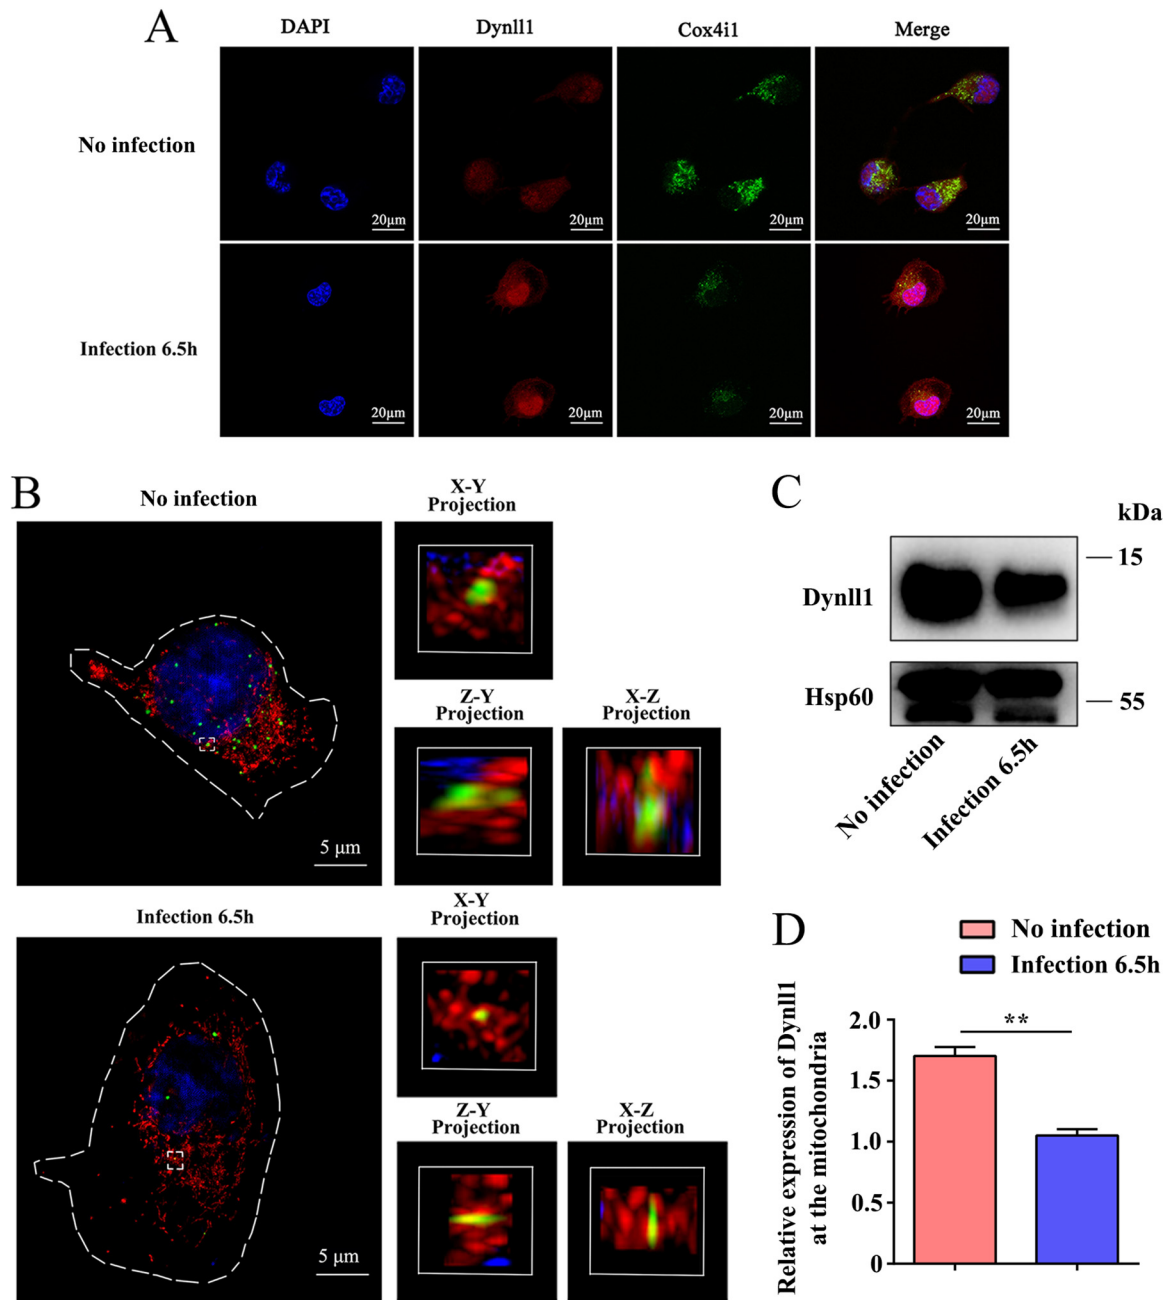 A
DAPI
Dynll1
Cox4i1
Merge
No infection
20μm
20μm
20μm
20μm
Infection 6.5h
20μm
20μm
20μm
20μm
B
No infection
5 μm
X-Y
Projection
Z-Y
Projection
X-Z
Projection
Infection 6.5h
5 μm
X-Y
Projection
Z-Y
Projection
X-Z
Projection
C
kDa
15
Dynll1
Hsp60
55
No infection
Infection 6.5h
D
No infection
Infection 6.5h
Relative expression of Dynll1
at the mitochondria
**
2.0
1.5
1.0
0.5
0